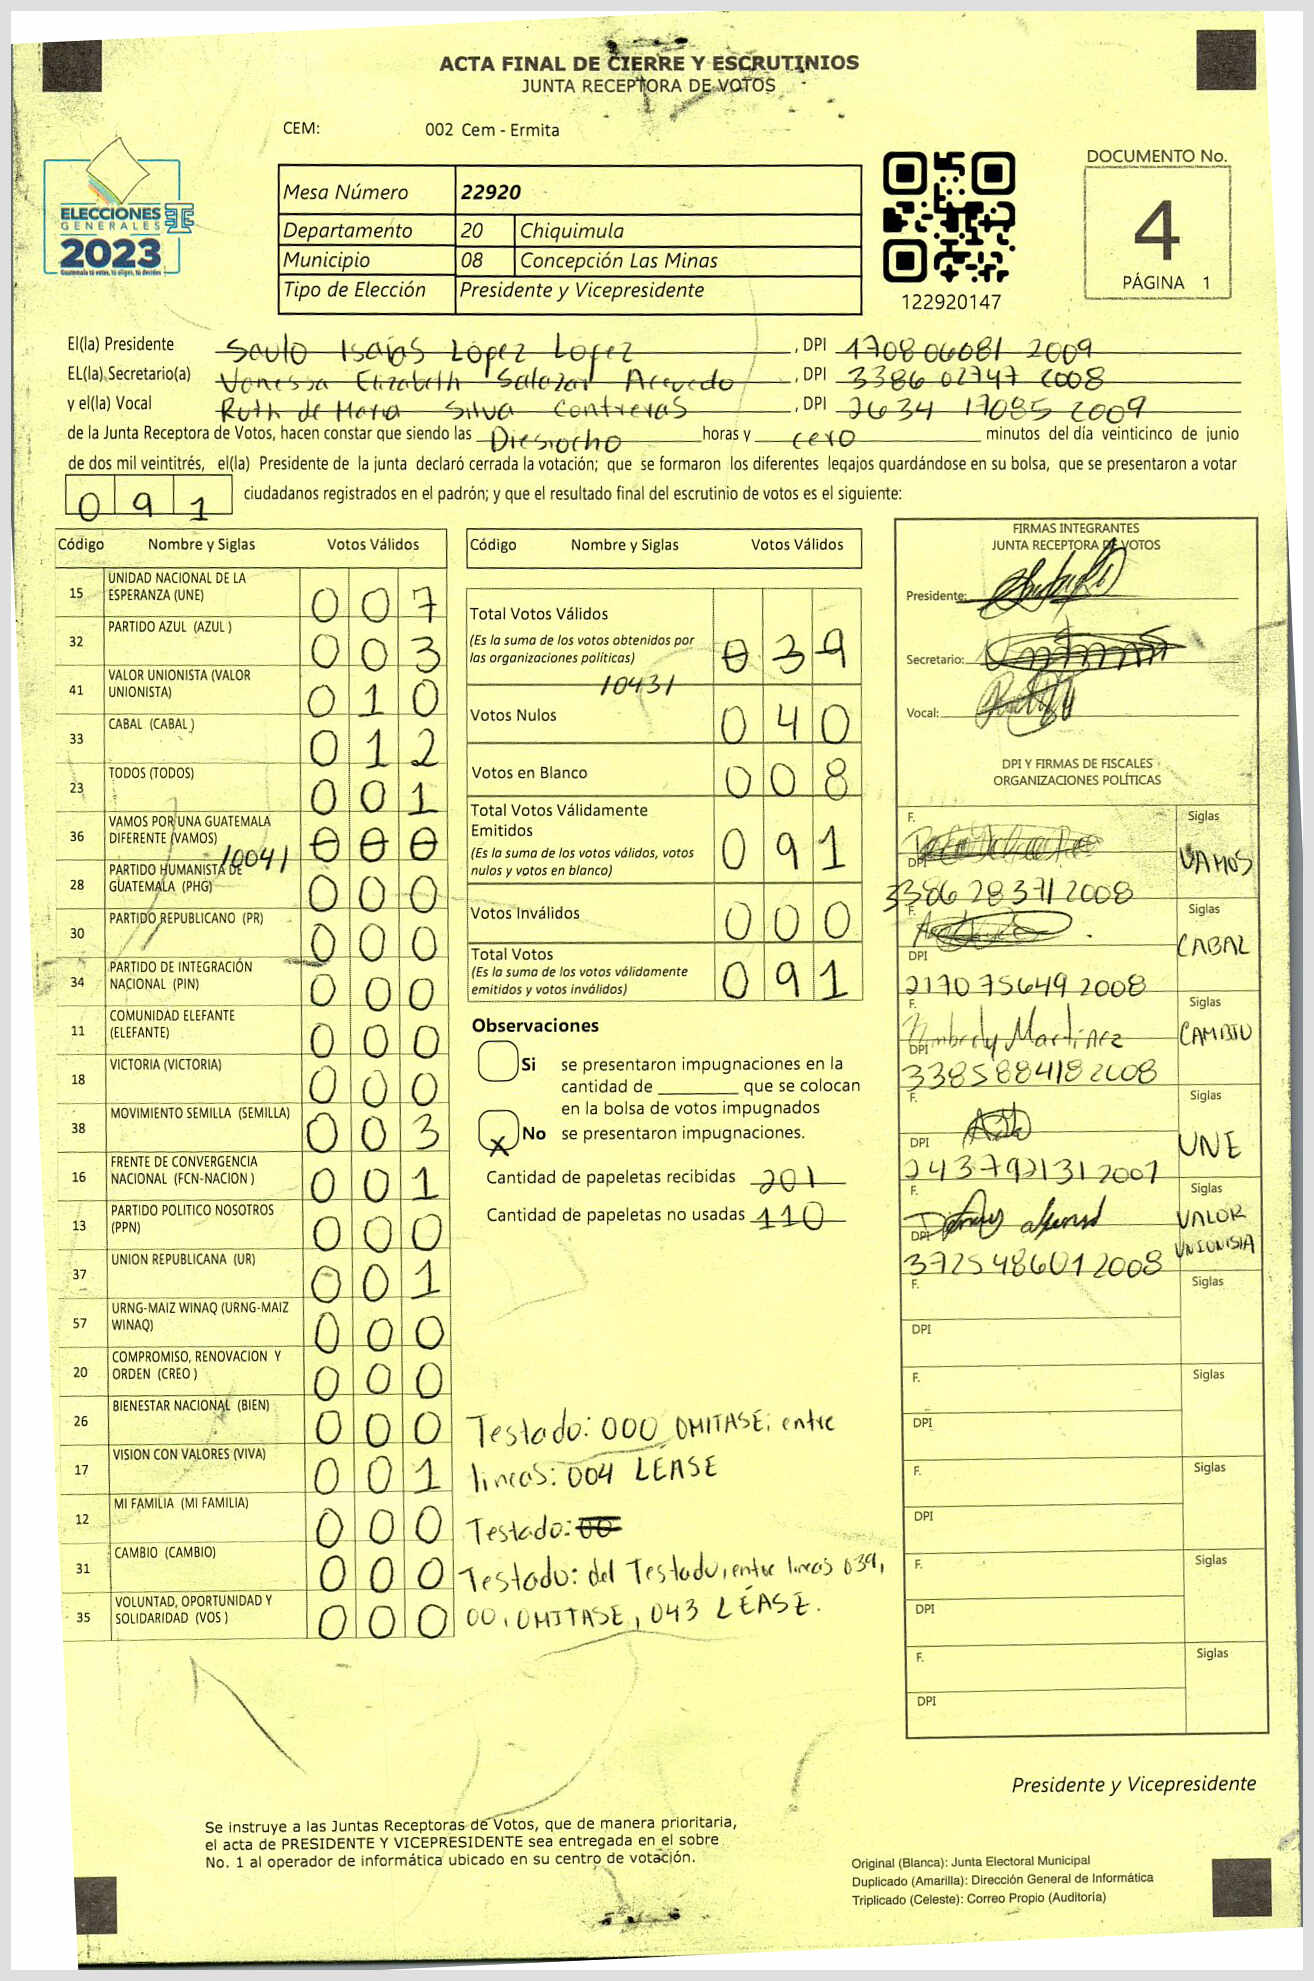 ACTA FINAL DE CIERRE Y ESCRUTINIOS
JUNTA RECEPTORA DE VOTOS
CEM: 002 Cem - Ermita
ELECCIONES
GENERALES
2023
Guatemala tú votas, tú eliges, tú decides
Mesa Número 22920
Departamento 20 Chiquimula
Municipio 08 Concepción Las Minas
Tipo de Elección Presidente y Vicepresidente
122920147
DOCUMENTO No.
4
PÁGINA 1
El(la) Presidente Saulo Isaias López López, DPI 170806081 2009
EL(la) Secretario(a) Vanessa Elizabeth Salazar Acevedo, DPI 3386 02747 2008
y el(la) Vocal Ruth de Maria Silva Contreras, DPI 2634 17085 2009
de la Junta Receptora de Votos, hacen constar que siendo las Diesiocho horas y cero minutos del día veinticinco de junio
de dos mil veintitrés, el(la) Presidente de la junta declaró cerrada la votación; que se formaron los diferentes legajos guardándose en su bolsa, que se presentaron a votar
0 9 1 ciudadanos registrados en el padrón; y que el resultado final del escrutinio de votos es el siguiente:
Código Nombre y Siglas Votos Válidos
15 UNIDAD NACIONAL DE LA ESPERANZA (UNE) 0 0 7
32 PARTIDO AZUL (AZUL ) 0 0 3
41 VALOR UNIONISTA (VALOR UNIONISTA) 0 1 0
33 CABAL (CABAL ) 0 1 2
23 TODOS (TODOS) 0 0 1
36 VAMOS POR UNA GUATEMALA DIFERENTE (VAMOS) 0 0 0
10041
28 PARTIDO HUMANISTA DE GUATEMALA (PHG) 0 0 0
30 PARTIDO REPUBLICANO (PR) 0 0 0
34 PARTIDO DE INTEGRACIÓN NACIONAL (PIN) 0 0 0
11 COMUNIDAD ELEFANTE (ELEFANTE) 0 0 0
18 VICTORIA (VICTORIA) 0 0 0
38 MOVIMIENTO SEMILLA (SEMILLA) 0 0 3
16 FRENTE DE CONVERGENCIA NACIONAL (FCN-NACION ) 0 0 1
13 PARTIDO POLITICO NOSOTROS (PPN) 0 0 0
37 UNION REPUBLICANA (UR) 0 0 1
57 URNG-MAIZ WINAQ (URNG-MAIZ WINAQ) 0 0 0
20 COMPROMISO, RENOVACION Y ORDEN (CREO ) 0 0 0
26 BIENESTAR NACIONAL (BIEN) 0 0 0
17 VISION CON VALORES (VIVA) 0 0 1
12 MI FAMILIA (MI FAMILIA) 0 0 0
31 CAMBIO (CAMBIO) 0 0 0
35 VOLUNTAD, OPORTUNIDAD Y SOLIDARIDAD (VOS ) 0 0 0
Código Nombre y Siglas Votos Válidos
Total Votos Válidos 0 3 9
(Es la suma de los votos obtenidos por
las organizaciones políticas)
10431
Votos Nulos 0 4 0
Votos en Blanco 0 0 8
Total Votos Válidamente
Emitidos 0 9 1
(Es la suma de los votos válidos, votos
nulos y votos en blanco)
Votos Inválidos 0 0 0
Total Votos 0 9 1
(Es la suma de los votos válidamente
emitidos y votos inválidos)
Observaciones
Si se presentaron impugnaciones en la
cantidad de ________ que se colocan
en la bolsa de votos impugnados
X No se presentaron impugnaciones.
Cantidad de papeletas recibidas 201
Cantidad de papeletas no usadas 110
Testado: 000 OMITASE; entre
lineas: 004 LÉASE
Testado: 00
Testado: del Testado, entre lineas 039,
00, OMITASE, 043 LÉASE.
FIRMAS INTEGRANTES
JUNTA RECEPTORA DE VOTOS
Presidente:
Secretario:
Vocal:
DPI Y FIRMAS DE FISCALES
ORGANIZACIONES POLÍTICAS
F. Siglas
VAMOS
DPI
3386 28371 2008
F. Siglas
CABAL
DPI
2170 75649 2008
F. Siglas
Kimberly Martinez CAMBIO
DPI
3385 88418 2008
F. Siglas
UNE
DPI
2437 92131 2007
F. Siglas
VALOR
UNIONISTA
DPI
3725 48601 2008
F. Siglas
DPI
F. Siglas
DPI
F. Siglas
DPI
F. Siglas
DPI
F. Siglas
DPI
Presidente y Vicepresidente
Se instruye a las Juntas Receptoras de Votos, que de manera prioritaria,
el acta de PRESIDENTE Y VICEPRESIDENTE sea entregada en el sobre
No. 1 al operador de informática ubicado en su centro de votación.
Original (Blanca): Junta Electoral Municipal
Duplicado (Amarilla): Dirección General de Informática
Triplicado (Celeste): Correo Propio (Auditoría)